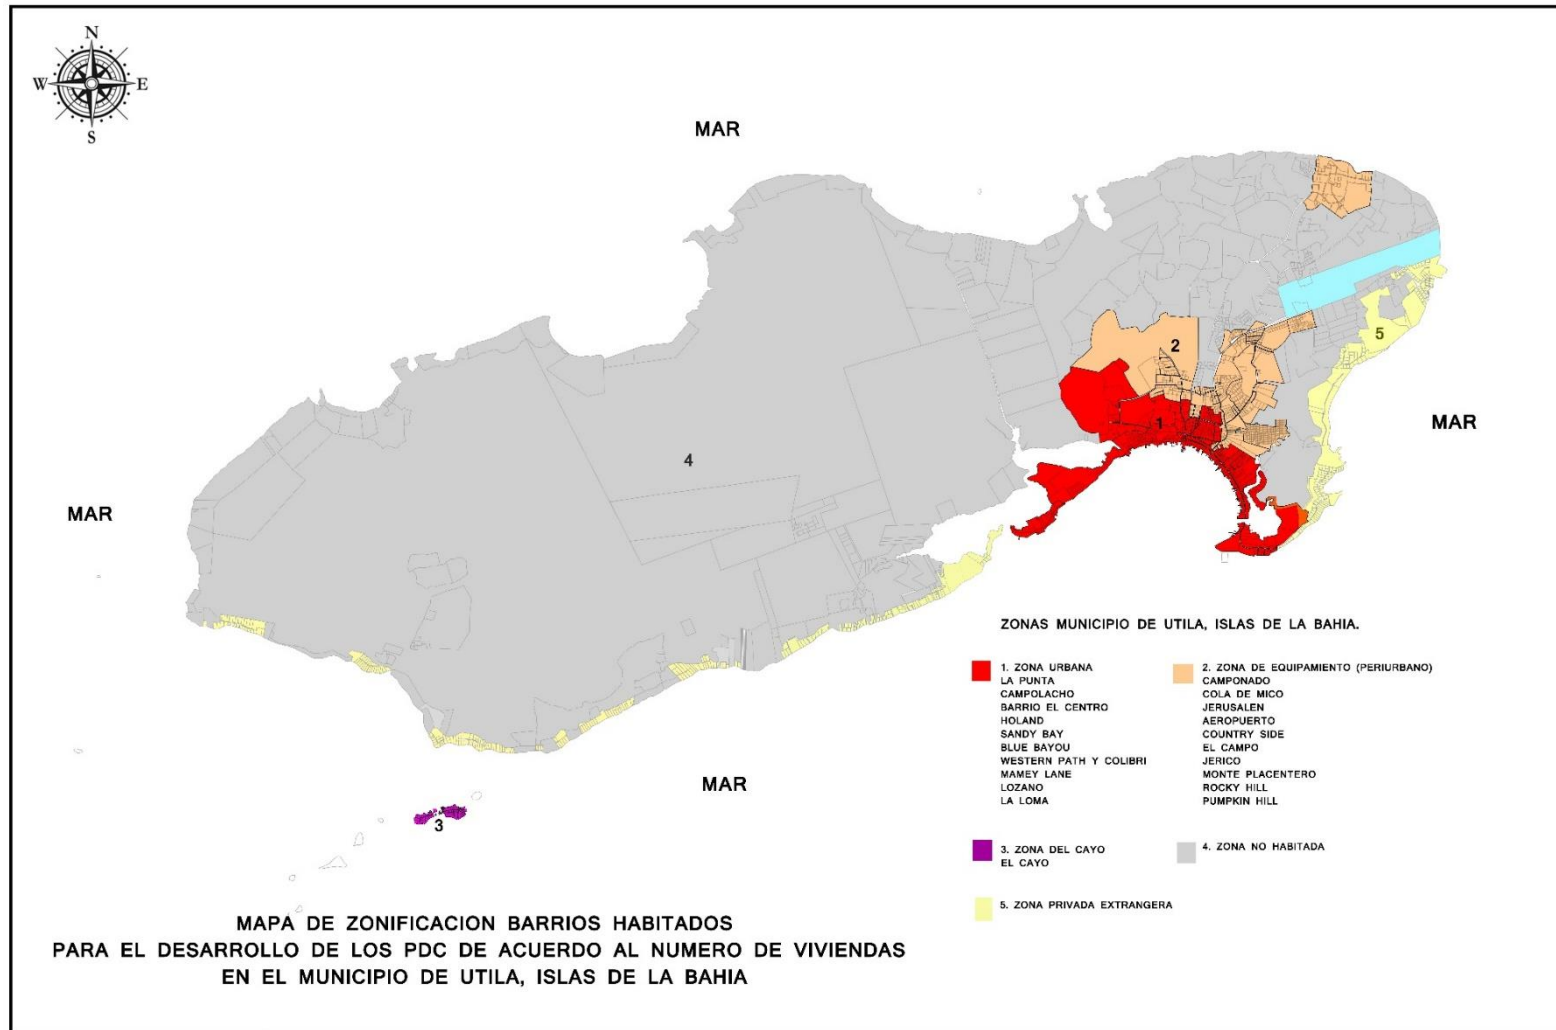 N
W E
S
MAR
MAR
MAR
MAR
1
2
3
4
5
2
ZONAS MUNICIPIO DE UTILA, ISLAS DE LA BAHIA.
1. ZONA URBANA
LA PUNTA
CAMPOLACHO
BARRIO EL CENTRO
HOLAND
SANDY BAY
BLUE BAYOU
WESTERN PATH Y COLIBRI
MAMEY LANE
LOZANO
LA LOMA
2. ZONA DE EQUIPAMIENTO (PERIURBANO)
CAMPONADO
COLA DE MICO
JERUSALEN
AEROPUERTO
COUNTRY SIDE
EL CAMPO
JERICO
MONTE PLACENTERO
ROCKY HILL
PUMPKIN HILL
3. ZONA DEL CAYO
EL CAYO
4. ZONA NO HABITADA
5. ZONA PRIVADA EXTRANGERA
MAPA DE ZONIFICACION BARRIOS HABITADOS
PARA EL DESARROLLO DE LOS PDC DE ACUERDO AL NUMERO DE VIVIENDAS
EN EL MUNICIPIO DE UTILA, ISLAS DE LA BAHIA